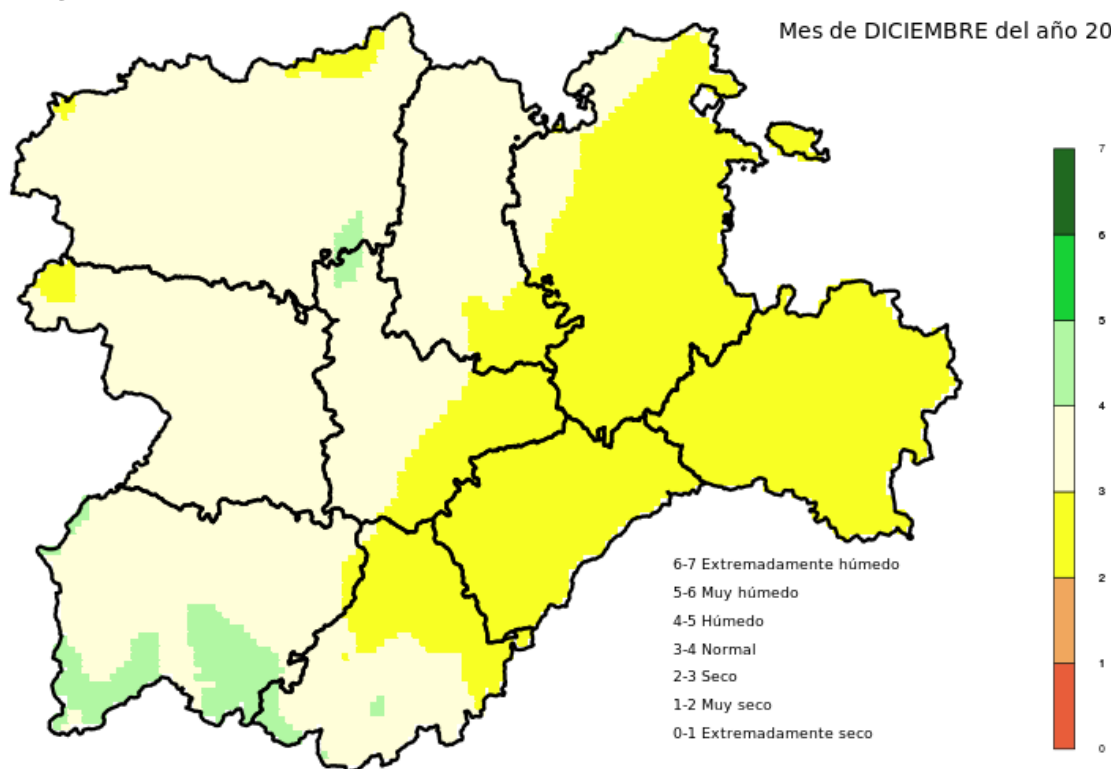 Mes de DICIEMBRE del año 20
7
6
5
4
3
2
1
0
6-7 Extremadamente húmedo
5-6 Muy húmedo
4-5 Húmedo
3-4 Normal
2-3 Seco
1-2 Muy seco
0-1 Extremadamente seco